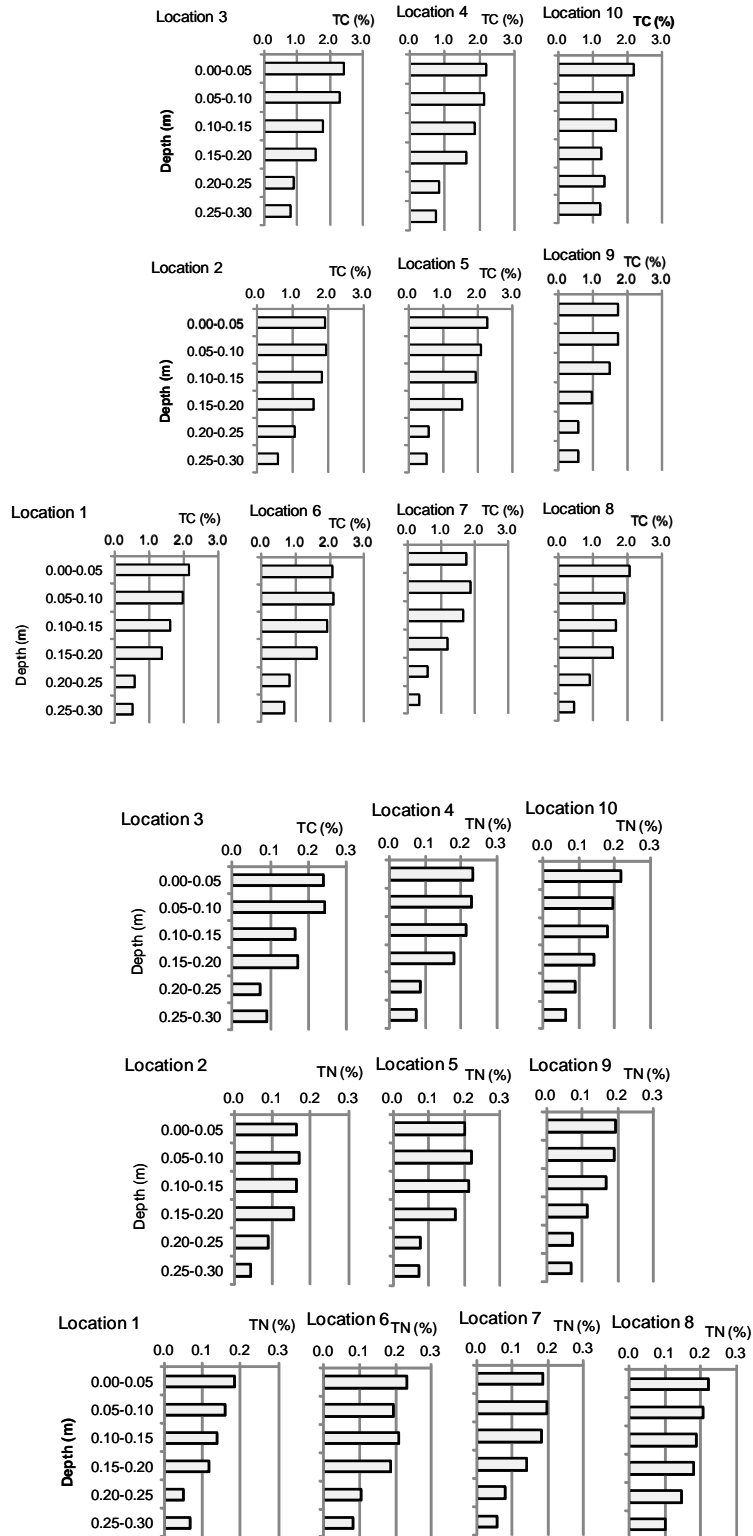 Location 3 TC (%)
0.0 1.0 2.0 3.0
Location 4 TC (%)
0.0 1.0 2.0 3.0
Location 10 TC (%)
0.0 1.0 2.0 3.0
Depth (m)
0.00-0.05
0.05-0.10
0.10-0.15
0.15-0.20
0.20-0.25
0.25-0.30
Location 2 TC (%)
0.0 1.0 2.0 3.0
Location 5 TC (%)
0.0 1.0 2.0 3.0
Location 9 TC (%)
0.0 1.0 2.0 3.0
Depth (m)
0.00-0.05
0.05-0.10
0.10-0.15
0.15-0.20
0.20-0.25
0.25-0.30
Location 1 TC (%)
0.0 1.0 2.0 3.0
Location 6 TC (%)
0.0 1.0 2.0 3.0
Location 7 TC (%)
0.0 1.0 2.0 3.0
Location 8 TC (%)
0.0 1.0 2.0 3.0
Depth (m)
0.00-0.05
0.05-0.10
0.10-0.15
0.15-0.20
0.20-0.25
0.25-0.30
Location 3 TC (%)
0.0 0.1 0.2 0.3
Location 4 TN (%)
0.0 0.1 0.2 0.3
Location 10 TN (%)
0.0 0.1 0.2 0.3
Depth (m)
0.00-0.05
0.05-0.10
0.10-0.15
0.15-0.20
0.20-0.25
0.25-0.30
Location 2 TN (%)
0.0 0.1 0.2 0.3
Location 5 TN (%)
0.0 0.1 0.2 0.3
Location 9 TN (%)
0.0 0.1 0.2 0.3
Depth (m)
0.00-0.05
0.05-0.10
0.10-0.15
0.15-0.20
0.20-0.25
0.25-0.30
Location 1 TN (%)
0.0 0.1 0.2 0.3
Location 6 TN (%)
0.0 0.1 0.2 0.3
Location 7 TN (%)
0.0 0.1 0.2 0.3
Location 8 TN (%)
0.0 0.1 0.2 0.3
Depth (m)
0.00-0.05
0.05-0.10
0.10-0.15
0.15-0.20
0.20-0.25
0.25-0.30